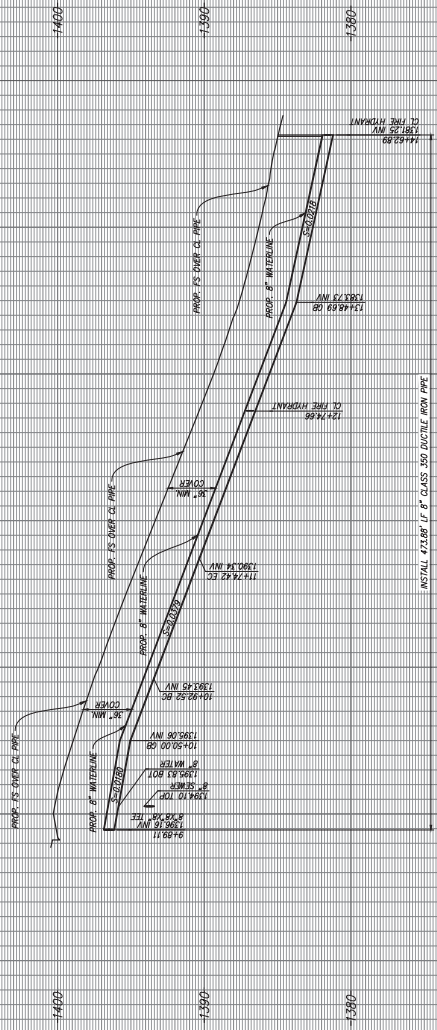 1400
1390
1380
PROP. FS OVER CL PIPE
PROP. 8" WATERLINE
S=0.0180
9+89.11
1396.16 INV
8"X8"X8" TEE
1394.10 TOP
8" SEWER
1395.83 BOT
8" WATER
10+50.00 GB
1395.06 INV
36" MIN.
COVER
10+92.52 BC
1393.45 INV
S=0.0379
PROP. 8" WATERLINE
PROP. FS OVER CL PIPE
11+74.42 EC
1390.34 INV
36" MIN.
COVER
12+74.66
CL FIRE HYDRANT
PROP. 8" WATERLINE
PROP. FS OVER CL PIPE
13+48.69 GB
1383.73 INV
S=0.0218
14+62.89
1381.25 INV
CL FIRE HYDRANT
INSTALL 473.88' LF 8" CLASS 350 DUCTILE IRON PIPE
1400
1390
1380